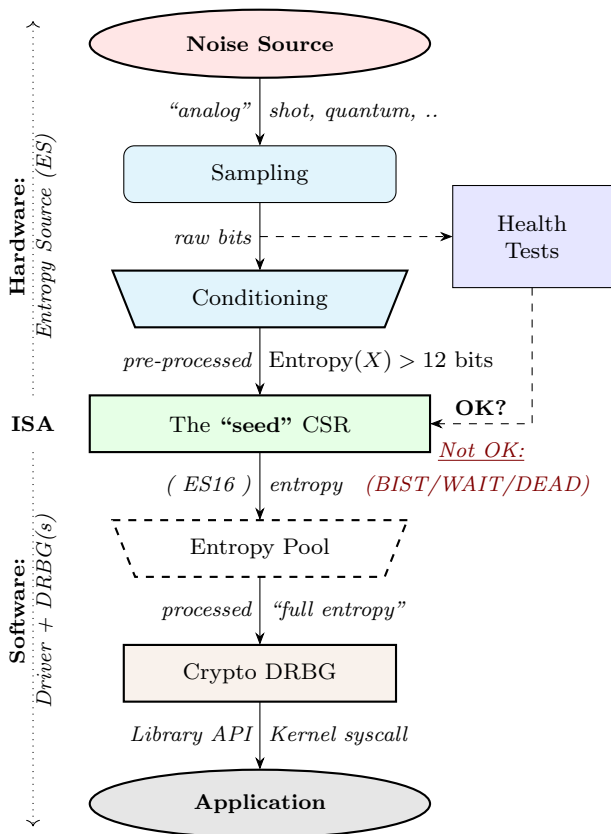 Noise Source
“analog” shot, quantum, ..
Sampling
Hardware:
Entropy Source (ES)
raw bits
Health
Tests
Conditioning
pre-processed Entropy(X) > 12 bits
ISA
The “seed” CSR
OK?
Not OK:
( ES16 ) entropy (BIST/WAIT/DEAD)
Entropy Pool
Software:
Driver + DRBG(s)
processed “full entropy”
Crypto DRBG
Library API Kernel syscall
Application